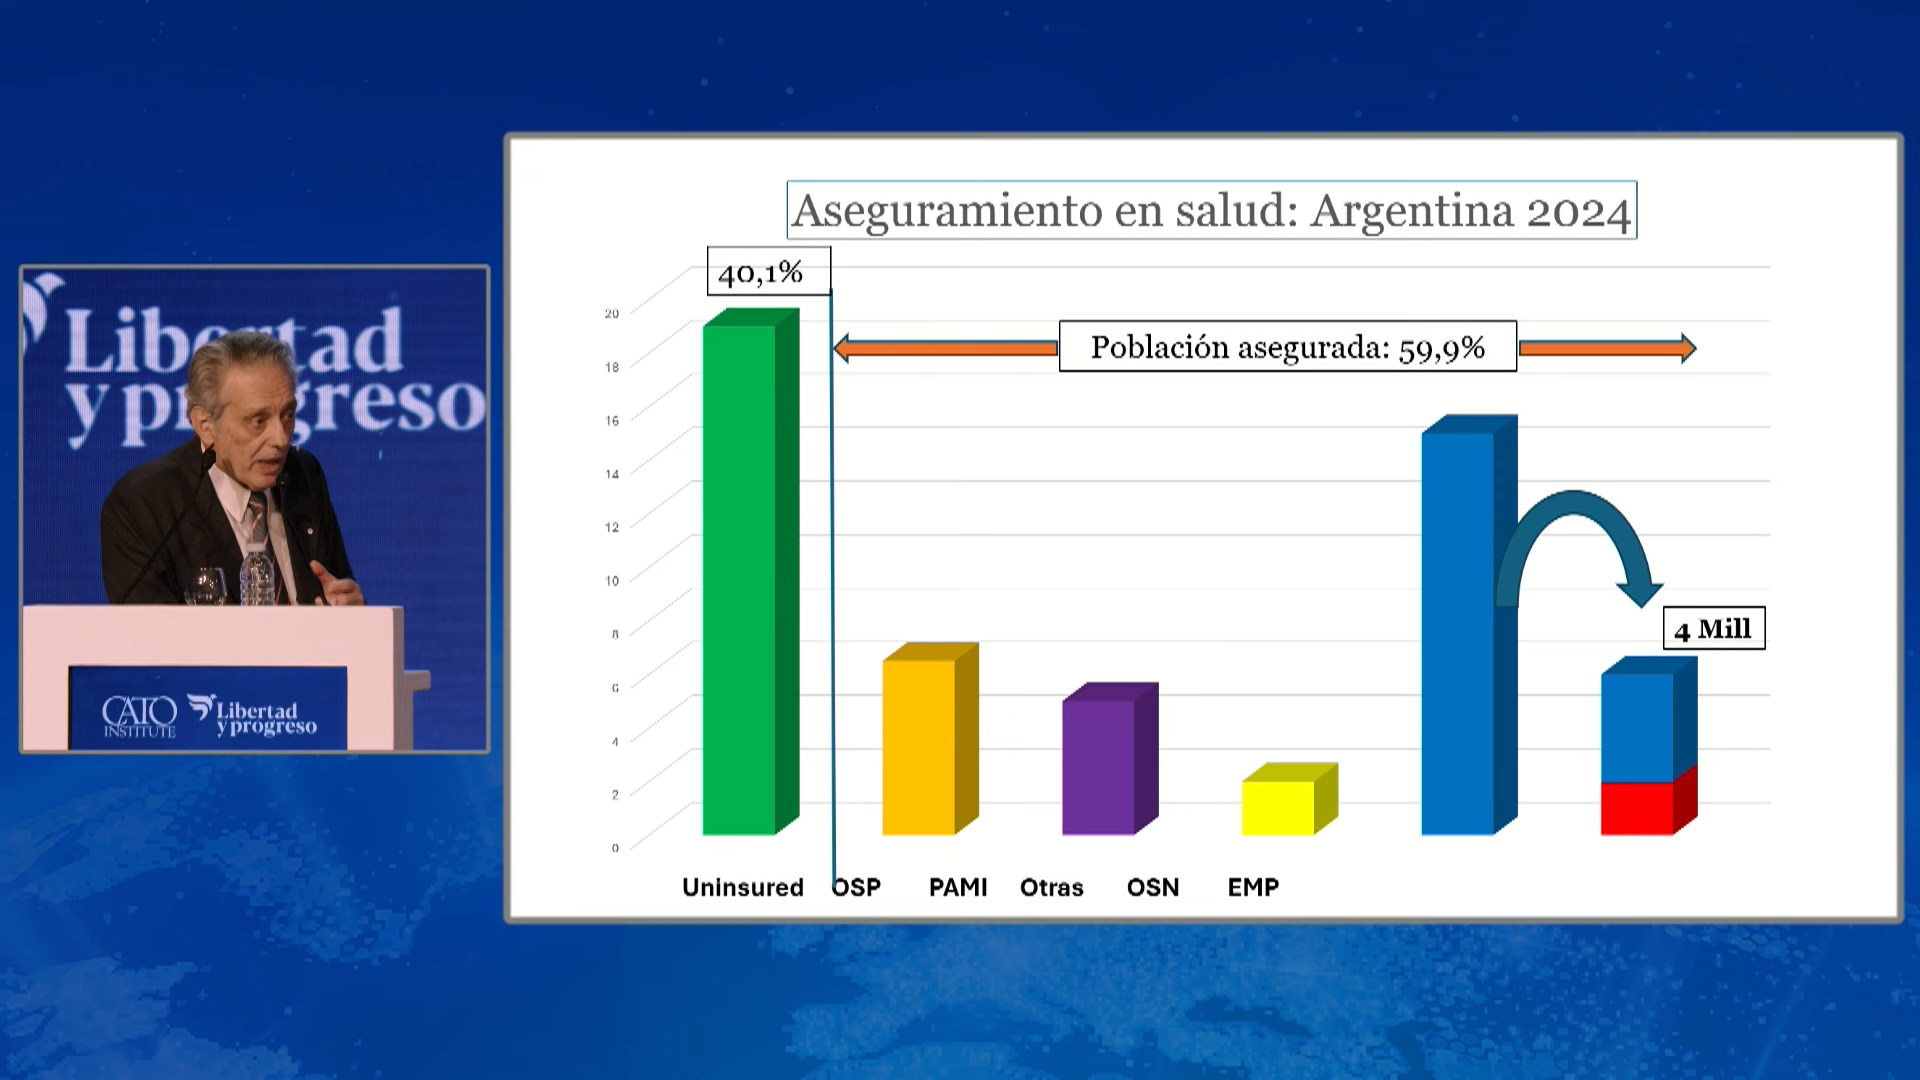 Aseguramiento en salud: Argentina 2024
40,1%
Población asegurada: 59,9%
20
18
16
14
12
10
8
6
4
2
0
4 Mill
Uninsured OSP PAMI Otras OSN EMP
Libertad
y progreso
CATO
INSTITUTE
Libertad
y progreso